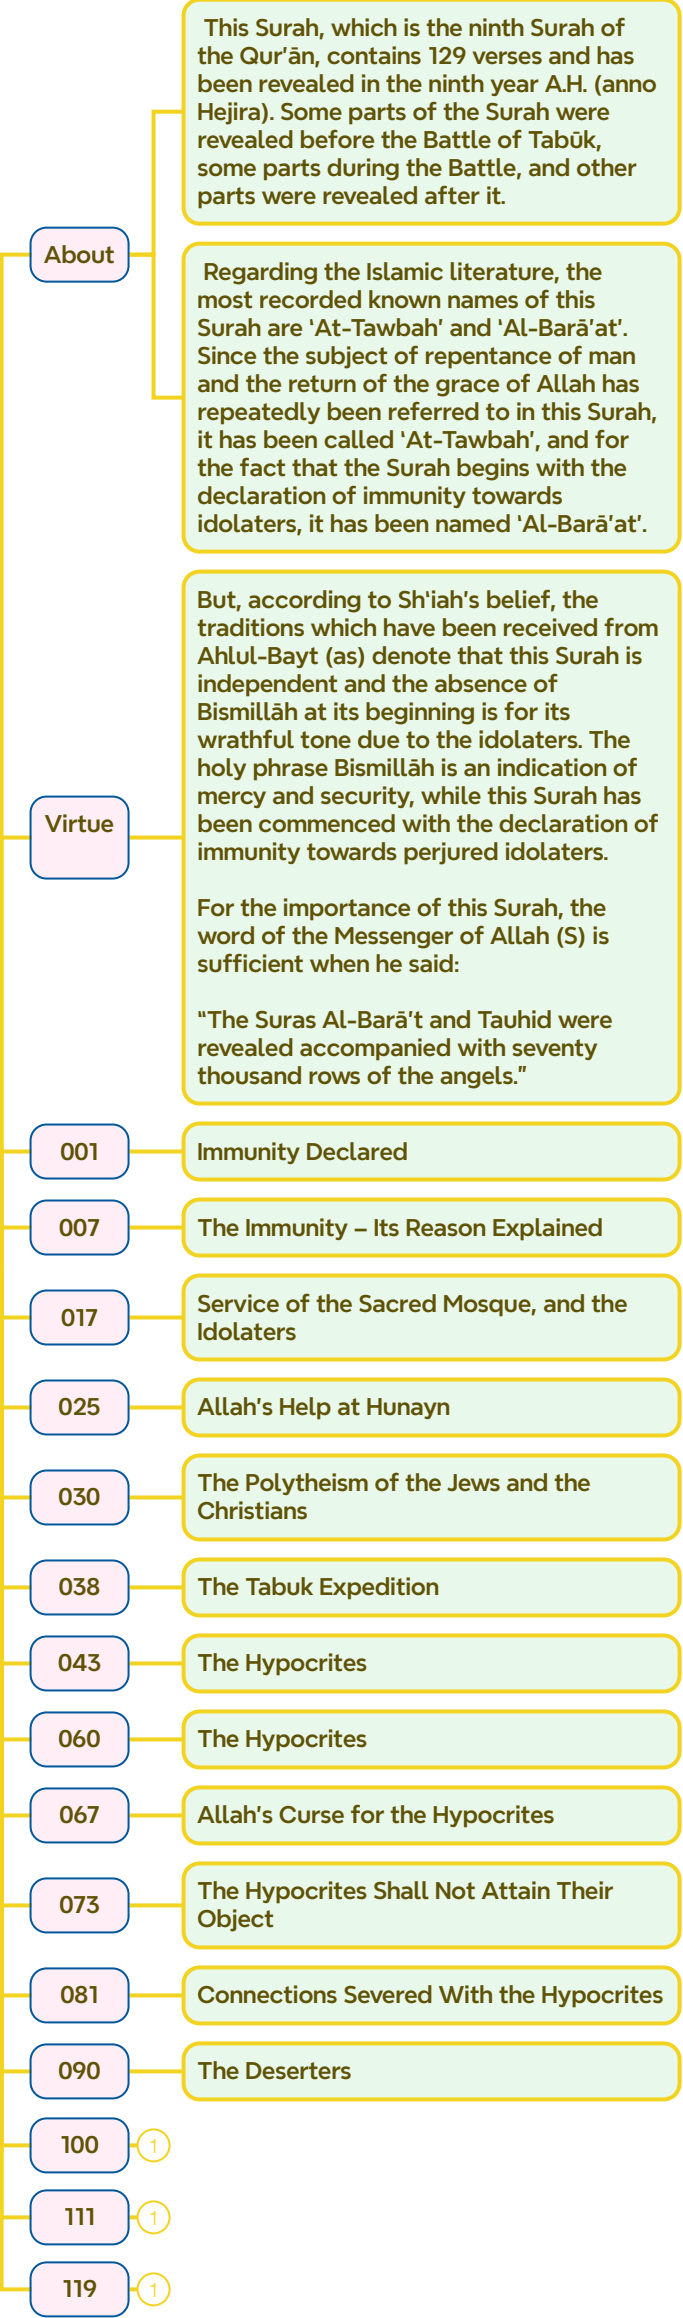 This Surah, which is the ninth Surah of
the Qur’ān, contains 129 verses and has
been revealed in the ninth year A.H. (anno
Hejira). Some parts of the Surah were
revealed before the Battle of Tabūk,
some parts during the Battle, and other
parts were revealed after it.
About
Regarding the Islamic literature, the
most recorded known names of this
Surah are ‘At-Tawbah’ and ‘Al-Barā’at’.
Since the subject of repentance of man
and the return of the grace of Allah has
repeatedly been referred to in this Surah,
it has been called ‘At-Tawbah’, and for
the fact that the Surah begins with the
declaration of immunity towards
idolaters, it has been named ‘Al-Barā’at’.
Virtue
But, according to Sh‘iah’s belief, the
traditions which have been received from
Ahlul-Bayt (as) denote that this Surah is
independent and the absence of
Bismillāh at its beginning is for its
wrathful tone due to the idolaters. The
holy phrase Bismillāh is an indication of
mercy and security, while this Surah has
been commenced with the declaration of
immunity towards perjured idolaters.
For the importance of this Surah, the
word of the Messenger of Allah (S) is
sufficient when he said:
“The Suras Al-Barā’t and Tauhid were
revealed accompanied with seventy
thousand rows of the angels.”
001 Immunity Declared
007 The Immunity – Its Reason Explained
017 Service of the Sacred Mosque, and the
Idolaters
025 Allah’s Help at Hunayn
030 The Polytheism of the Jews and the
Christians
038 The Tabuk Expedition
043 The Hypocrites
060 The Hypocrites
067 Allah’s Curse for the Hypocrites
073 The Hypocrites Shall Not Attain Their
Object
081 Connections Severed With the Hypocrites
090 The Deserters
100 1
111 1
119 1